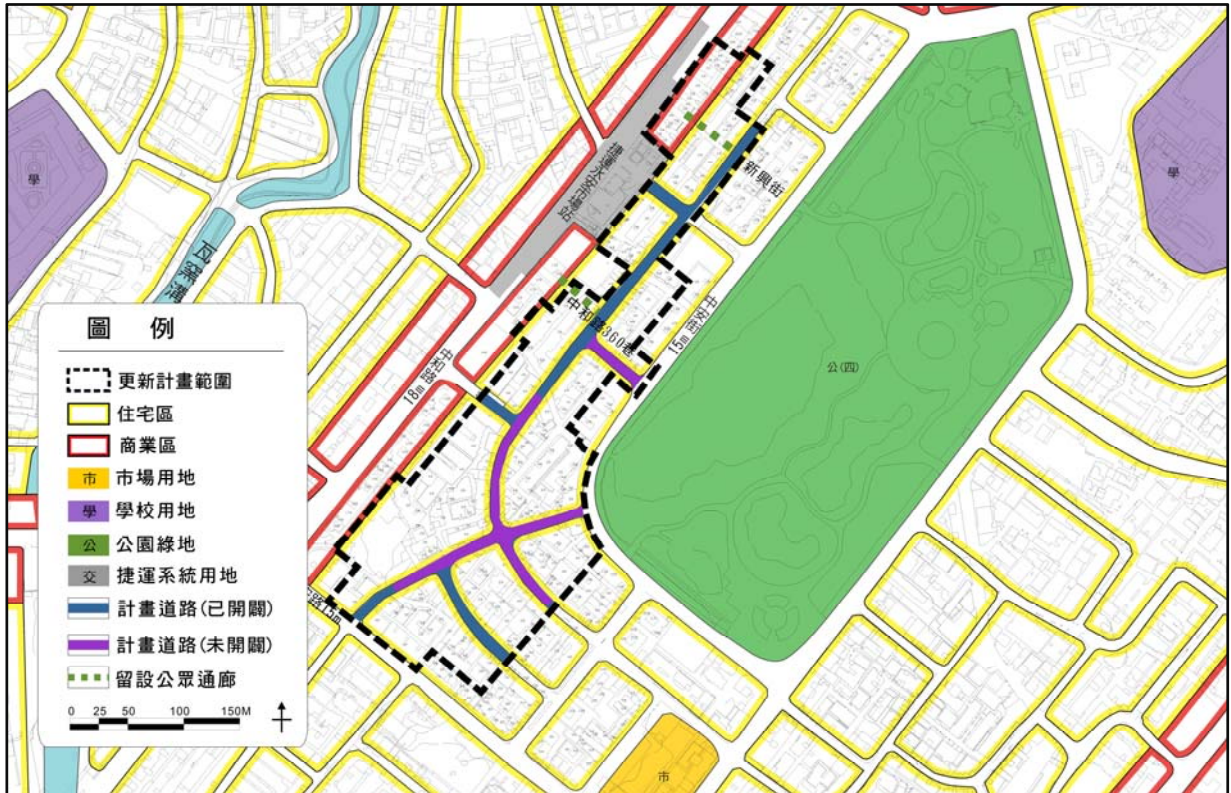 學
學
瓦窯溝
捷運永安市場站
新興街
中和路360巷
中安街
15m
公(四)
中和路
18m
路15m
市
圖 例
更新計畫範圍
住宅區
商業區
市 市場用地
學 學校用地
公 公園綠地
交 捷運系統用地
計畫道路(已開闢)
計畫道路(未開闢)
留設公眾通廊
0 25 50 100 150M